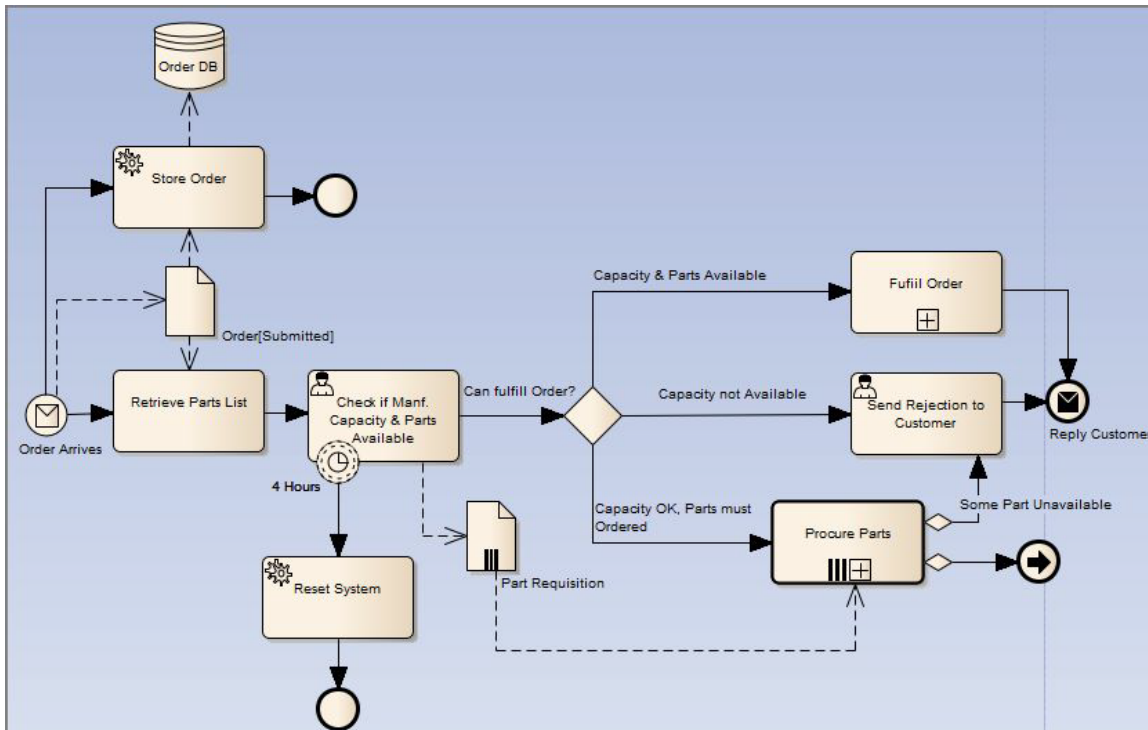 Order DB
Store Order
Order[Submitted]
Order Arrives
Retrieve Parts List
Check if Manf.
Capacity & Parts
Available
4 Hours
Reset System
Can fulfill Order?
Part Requisition
Capacity & Parts Available
Capacity not Available
Capacity OK, Parts must
Ordered
Fufiil Order
Send Rejection to
Customer
Reply Customer
Some Part Unavailable
Procure Parts